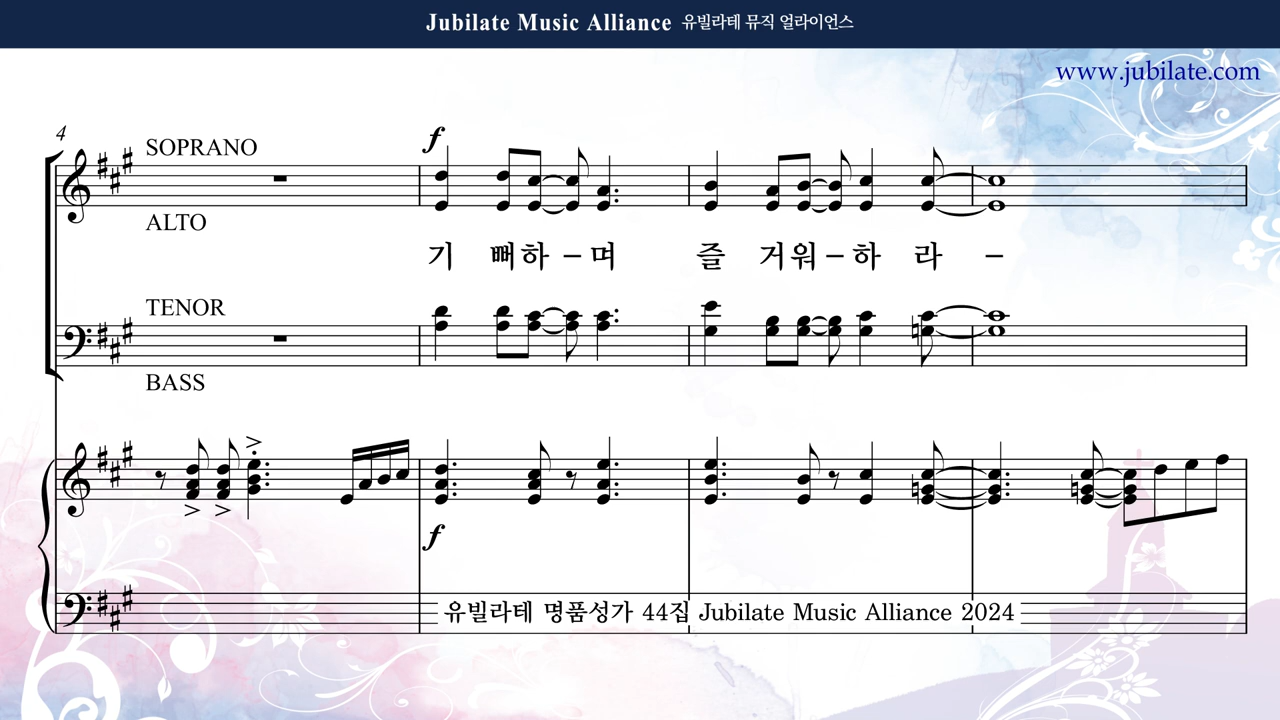 Jubilate Music Alliance 유빌라테 뮤직 얼라이언스
www.jubilate.com
4
SOPRANO
f
ALTO
기 뻐하 – 며 즐 거워 – 하 라 –
TENOR
BASS
f
유빌라테 명품성가 44집 Jubilate Music Alliance 2024